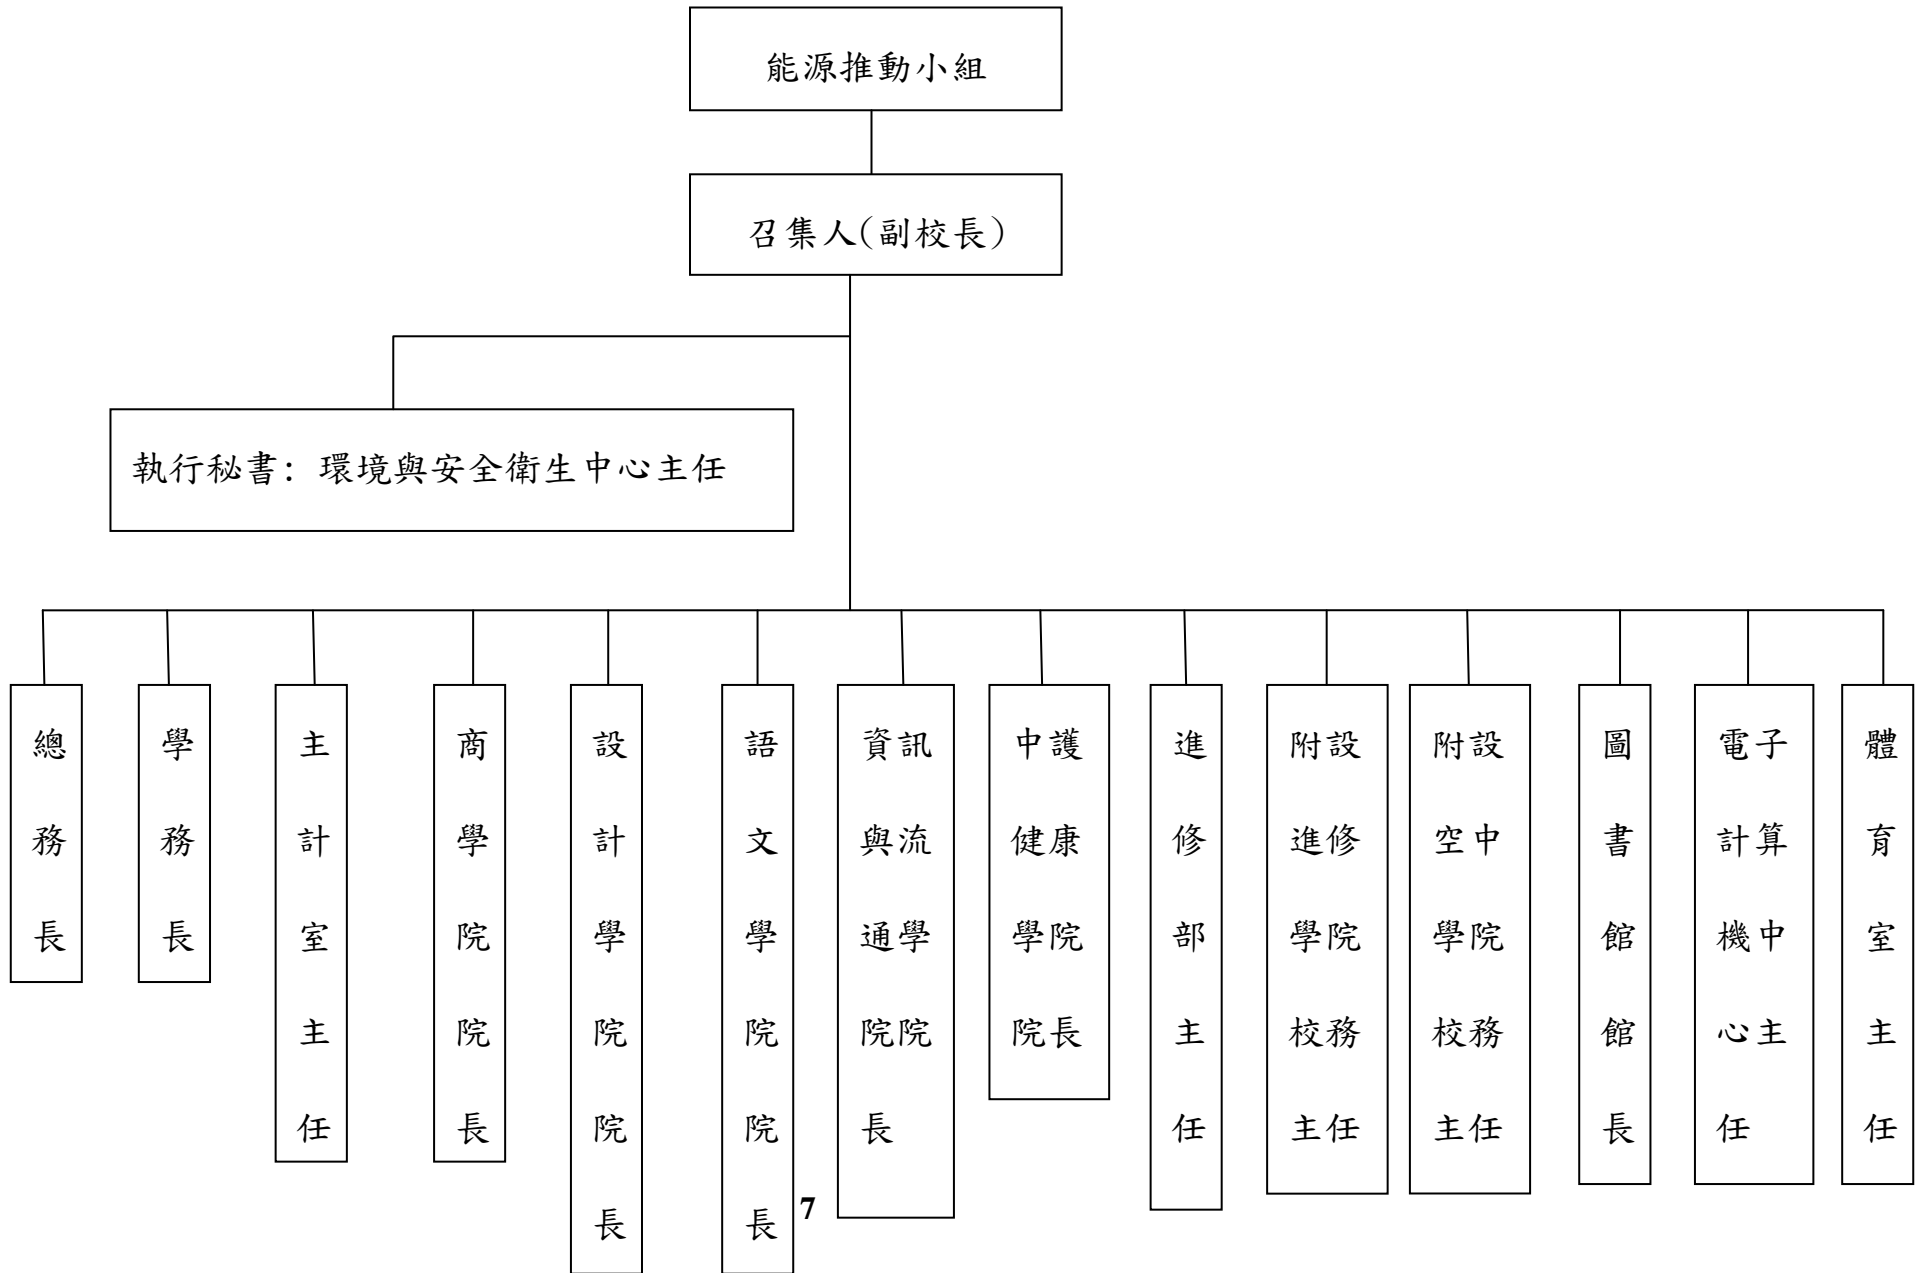 能源推動小組
召集人(副校長)
執行秘書: 環境與安全衛生中心主任
總務長
學務長
主計室主任
商學院院長
設計學院院長
語文學院院長
資訊
與流
通學
院院
長
中護
健康
學院
院長
進修部主任
附設
進修
學院
校務
主任
附設
空中
學院
校務
主任
圖書館館長
電子
計算
機中
心主
任
體育室主任
7